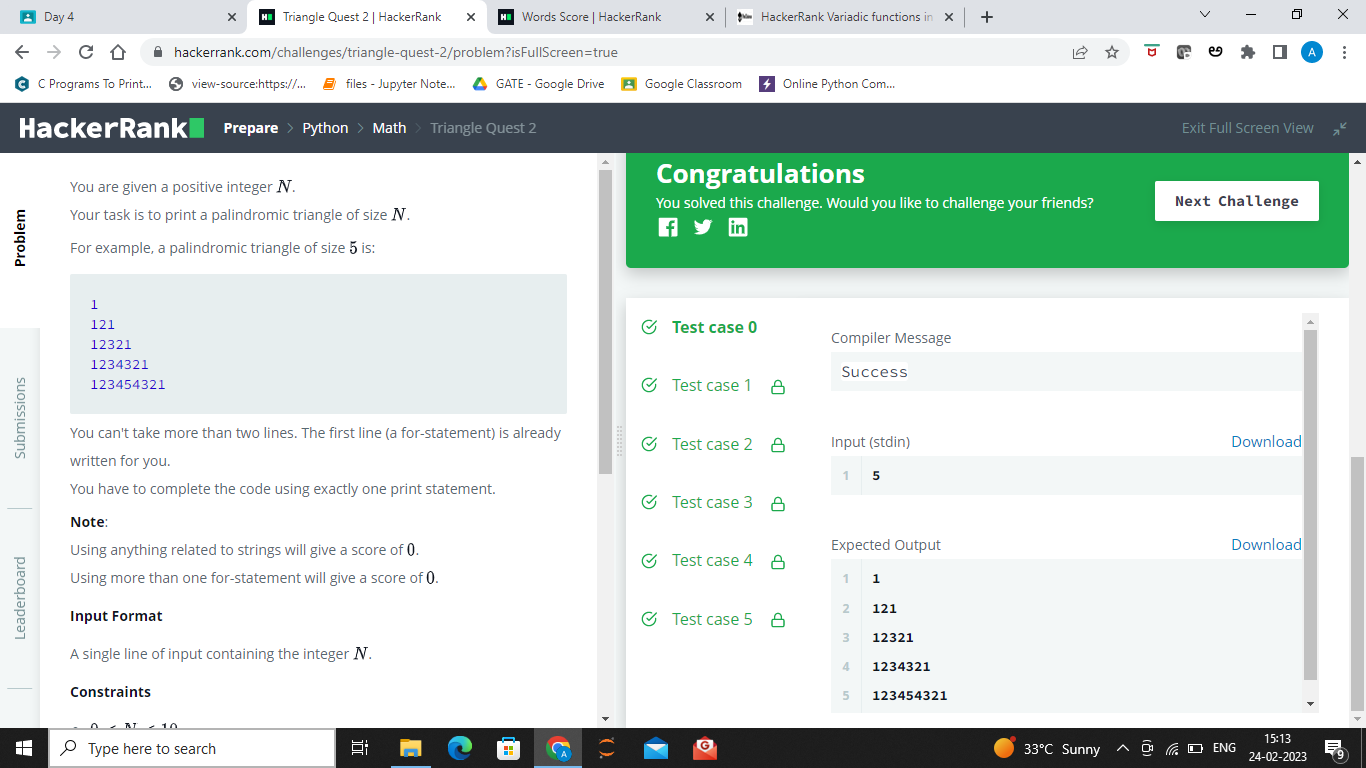 Day 4
Triangle Quest 2 | HackerRank
Words Score | HackerRank
HackerRank Variadic functions in
hackerrank.com/challenges/triangle-quest-2/problem?isFullScreen=true
A
C Programs To Print...
view-source:https://...
files - Jupyter Note...
GATE - Google Drive
Google Classroom
Online Python Com...
HackerRank
Prepare > Python > Math > Triangle Quest 2
Exit Full Screen View
Problem
Submissions
Leaderboard
You are given a positive integer N.
Your task is to print a palindromic triangle of size N.
For example, a palindromic triangle of size 5 is:
1
121
12321
1234321
123454321
You can't take more than two lines. The first line (a for-statement) is already
written for you.
You have to complete the code using exactly one print statement.
Note:
Using anything related to strings will give a score of 0.
Using more than one for-statement will give a score of 0.
Input Format
A single line of input containing the integer N.
Constraints
Congratulations
You solved this challenge. Would you like to challenge your friends?
Next Challenge
Test case 0
Test case 1
Test case 2
Test case 3
Test case 4
Test case 5
Compiler Message
Success
Input (stdin)
Download
1 5
Expected Output
Download
1 1
2 121
3 12321
4 1234321
5 123454321
Type here to search
33°C Sunny
ENG
15:13
24-02-2023
9